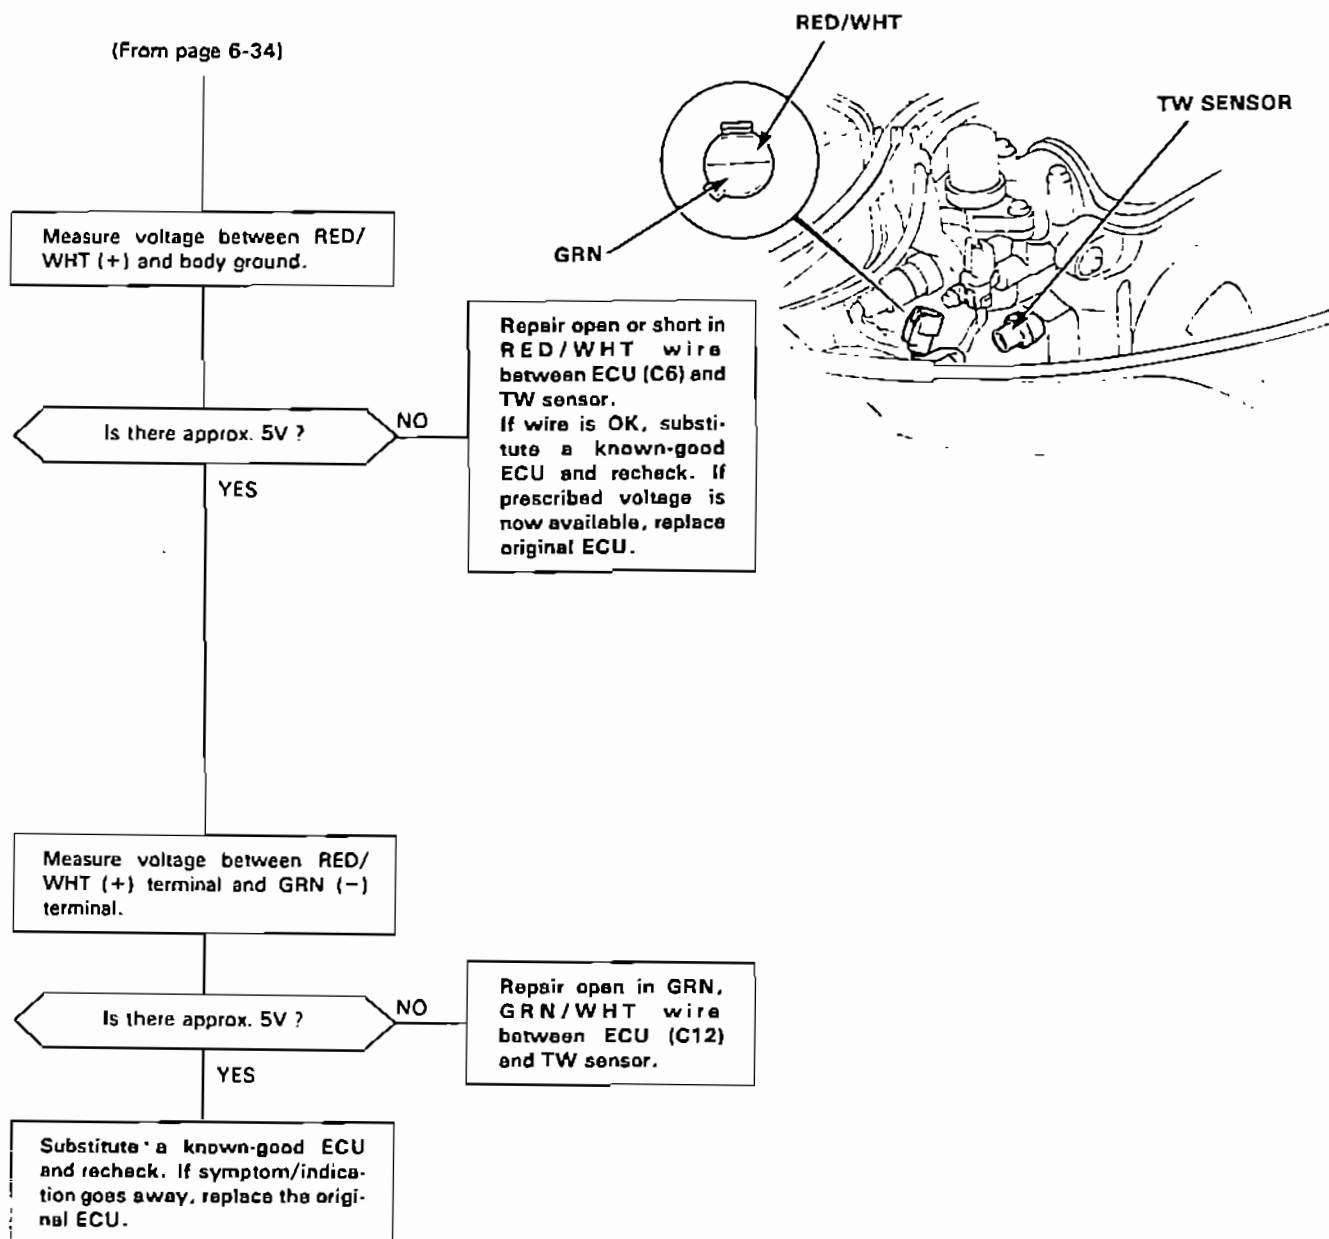 (From page 6-34)
RED/WHT
TW SENSOR
GRN
Measure voltage between RED/
WHT (+) and body ground.
Is there approx. 5V ?
NO
Repair open or short in
RED/WHT wire
between ECU (C6) and
TW sensor.
If wire is OK, substi-
tute a known-good
ECU and recheck. If
prescribed voltage is
now available, replace
original ECU.
YES
Measure voltage between RED/
WHT (+) terminal and GRN (−)
terminal.
Is there approx. 5V ?
NO
Repair open in GRN,
GRN/WHT wire
between ECU (C12)
and TW sensor.
YES
Substitute a known-good ECU
and recheck. If symptom/indica-
tion goes away, replace the origi-
nal ECU.